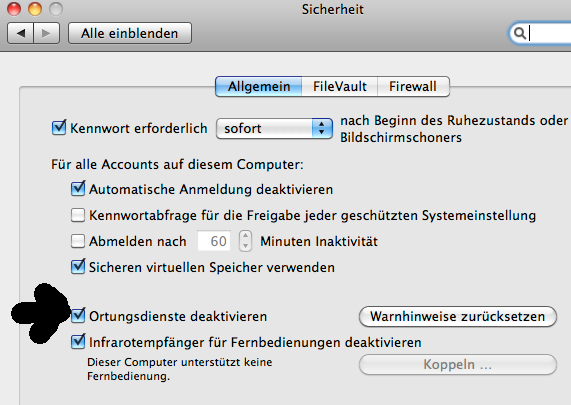 Sicherheit
Alle einblenden
Allgemein FileVault Firewall
Kennwort erforderlich sofort nach Beginn des Ruhezustands oder
Bildschirmschoners
Für alle Accounts auf diesem Computer:
Automatische Anmeldung deaktivieren
Kennwortabfrage für die Freigabe jeder geschützten Systemeinstellung
Abmelden nach 60 Minuten Inaktivität
Sicheren virtuellen Speicher verwenden
Ortungsdienste deaktivieren Warnhinweise zurücksetzen
Infrarotempfänger für Fernbedienungen deaktivieren
Dieser Computer unterstützt keine
Fernbedienung.
Koppeln ...